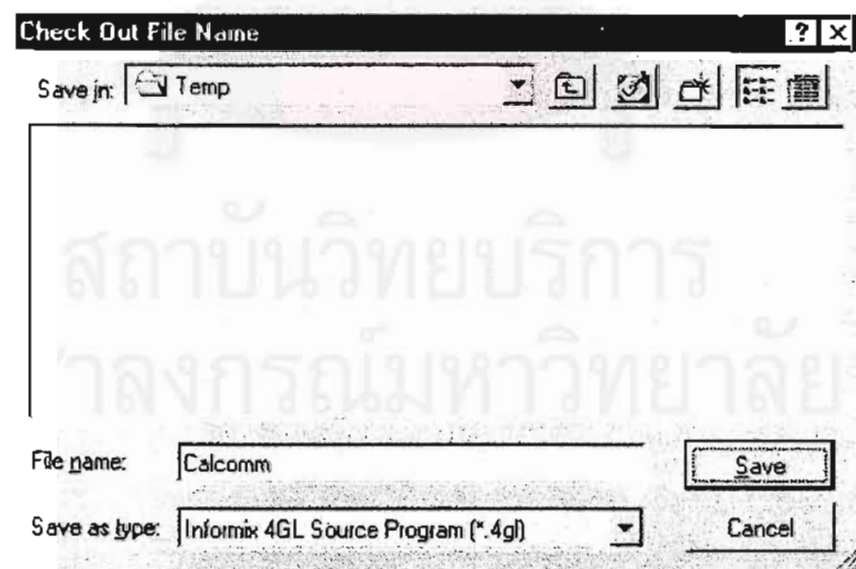 Check Out File Name
Save in: Temp
สถาบันวิทยบริการ
าลงกรณ์มหาวิทยาลัย
File name: Calcomm
Save
Save as type: Informix 4GL Source Program (*.4gl)
Cancel